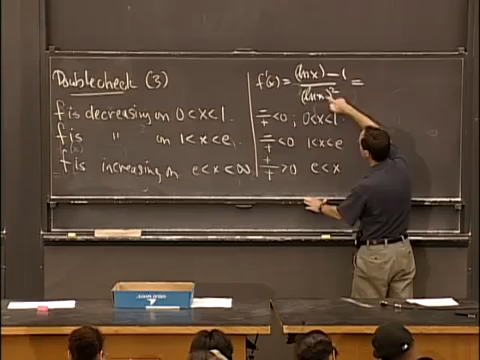 Doublecheck (3)
f is decreasing on 0<x<1.
f is " on 1<x<e.
f is increasing on e<x<∞
f'(x) = (ln x) - 1 / (ln x)² =
-/+ <0 ; 0<x<1
-/+ <0 1<x<e
+/+ >0 e<x